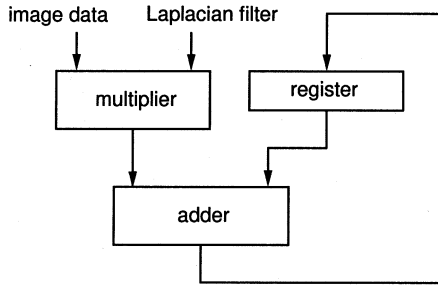 image data
Laplacian filter
multiplier
register
adder